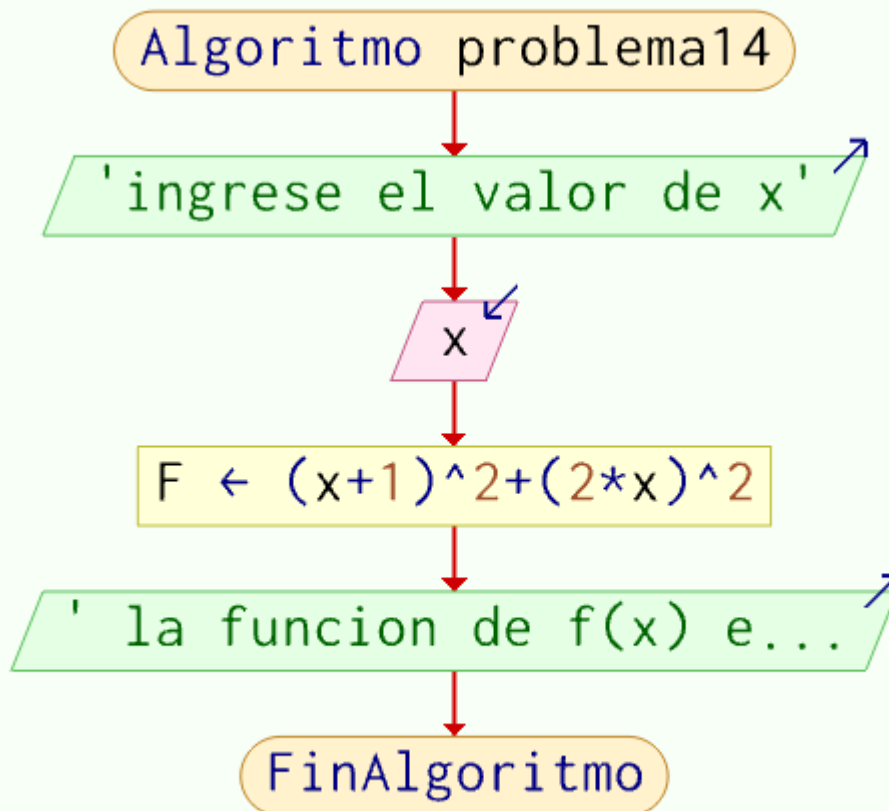 Algoritmo problema14
'ingrese el valor de x'
x
F ← (x+1)^2+(2*x)^2
' la funcion de f(x) e...
FinAlgoritmo